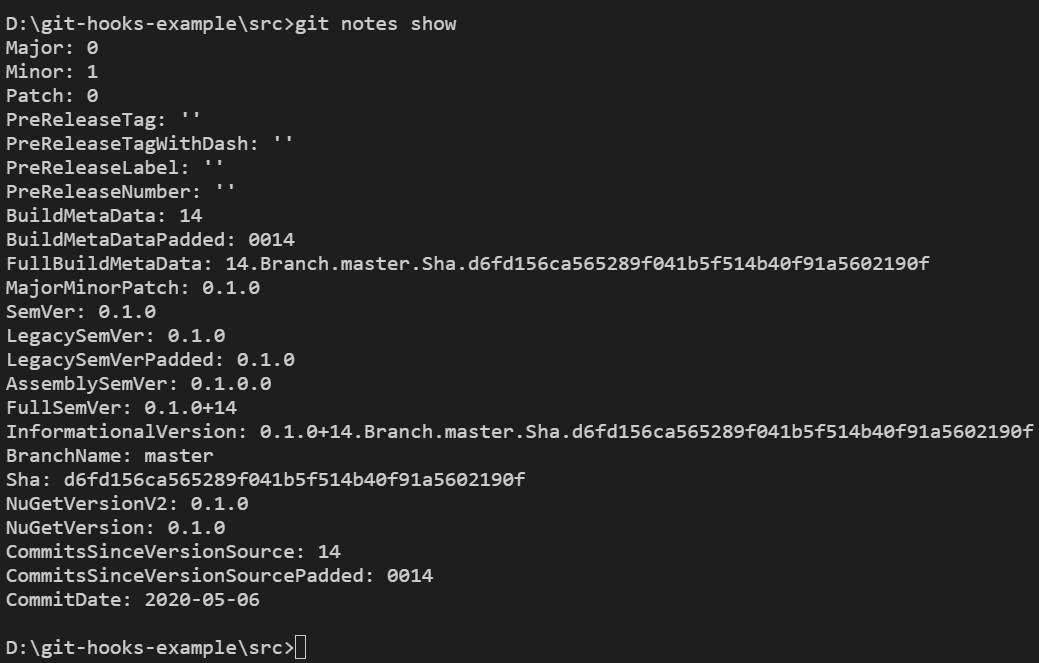 D:\git-hooks-example\src>git notes show
Major: 0
Minor: 1
Patch: 0
PreReleaseTag: ''
PreReleaseTagWithDash: ''
PreReleaseLabel: ''
PreReleaseNumber: ''
BuildMetaData: 14
BuildMetaDataPadded: 0014
FullBuildMetaData: 14.Branch.master.Sha.d6fd156ca565289f041b5f514b40f91a5602190f
MajorMinorPatch: 0.1.0
SemVer: 0.1.0
LegacySemVer: 0.1.0
LegacySemVerPadded: 0.1.0
AssemblySemVer: 0.1.0.0
FullSemVer: 0.1.0+14
InformationalVersion: 0.1.0+14.Branch.master.Sha.d6fd156ca565289f041b5f514b40f91a5602190f
BranchName: master
Sha: d6fd156ca565289f041b5f514b40f91a5602190f
NuGetVersionV2: 0.1.0
NuGetVersion: 0.1.0
CommitsSinceVersionSource: 14
CommitsSinceVersionSourcePadded: 0014
CommitDate: 2020-05-06
D:\git-hooks-example\src>